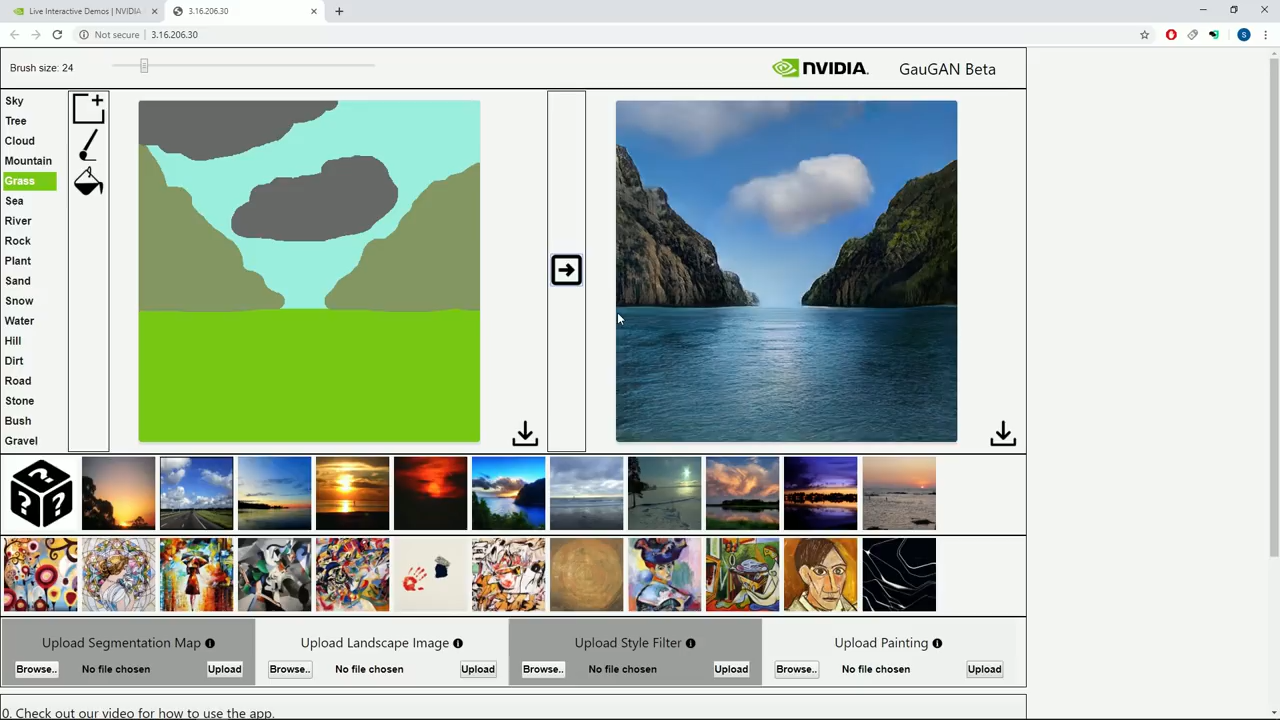 Live Interactive Demos | NVIDIA
3.16.206.30
Not secure
3.16.206.30
S
Brush size: 24
NVIDIA.
GauGAN Beta
Sky
Tree
Cloud
Mountain
Grass
Sea
River
Rock
Plant
Sand
Snow
Water
Hill
Dirt
Road
Stone
Bush
Gravel
? ? ?
Upload Segmentation Map
Upload Landscape Image
Upload Style Filter
Upload Painting
Browse.. No file chosen Upload
Browse.. No file chosen Upload
Browse.. No file chosen Upload
Browse.. No file chosen Upload
0. Check out our video for how to use the app.